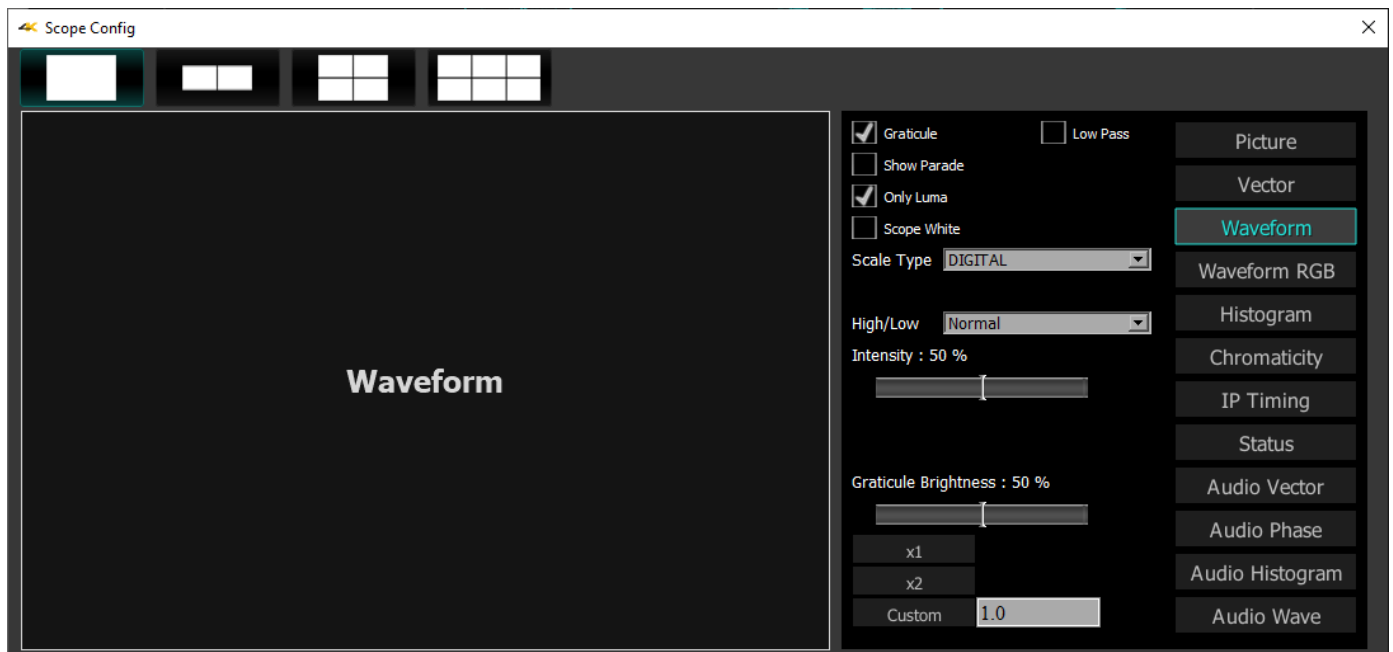 4K Scope Config
Graticule
Low Pass
Show Parade
Only Luma
Scope White
Scale Type DIGITAL
High/Low Normal
Intensity : 50 %
Graticule Brightness : 50 %
x1
x2
Custom 1.0
Waveform
Picture
Vector
Waveform
Waveform RGB
Histogram
Chromaticity
IP Timing
Status
Audio Vector
Audio Phase
Audio Histogram
Audio Wave